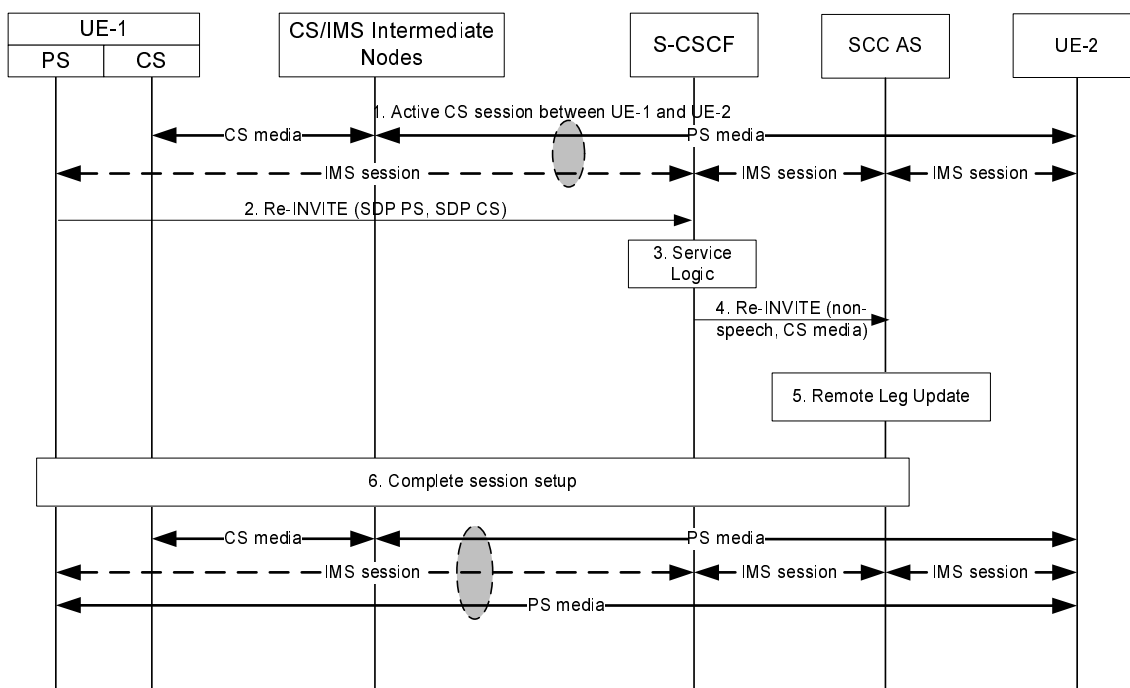 UE-1
PS
CS
CS/IMS Intermediate
Nodes
S-CSCF
SCC AS
UE-2
1. Active CS session between UE-1 and UE-2
CS media
PS media
IMS session
IMS session
IMS session
2. Re-INVITE (SDP PS, SDP CS)
3. Service
Logic
4. Re-INVITE (non-
speech, CS media)
5. Remote Leg Update
6. Complete session setup
CS media
PS media
IMS session
IMS session
IMS session
PS media